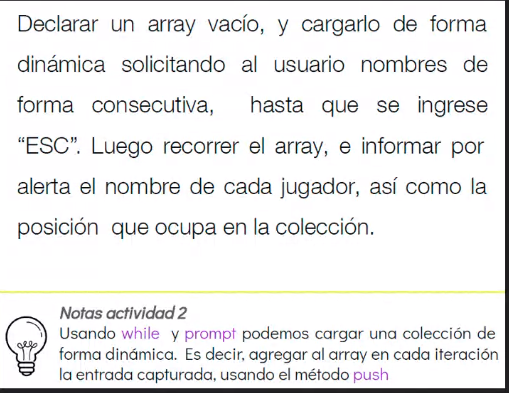 Declarar un array vacío, y cargarlo de forma
dinámica solicitando al usuario nombres de
forma consecutiva, hasta que se ingrese
“ESC”. Luego recorrer el array, e informar por
alerta el nombre de cada jugador, así como la
posición que ocupa en la colección.
Notas actividad 2
Usando while y prompt podemos cargar una colección de
forma dinámica. Es decir, agregar al array en cada iteración
la entrada capturada, usando el método push